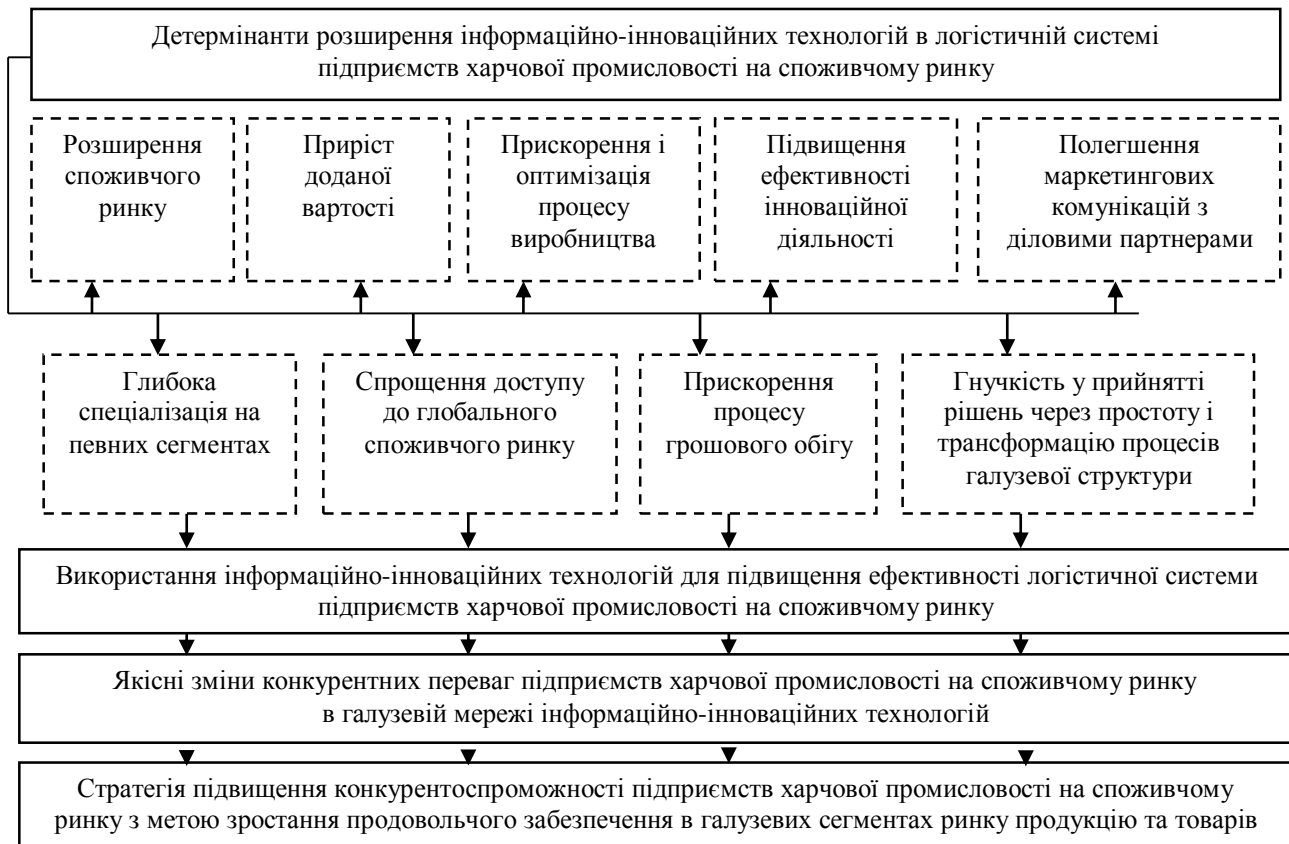 Детермінанти розширення інформаційно-інноваційних технологій в логістичній системі
підприємств харчової промисловості на споживчому ринку
Розширення
споживчого
ринку
Приріст
доданої
вартості
Прискорення і
оптимізація
процесу
виробництва
Підвищення
ефективності
інноваційної
діяльності
Полегшення
маркетингових
комунікацій з
діловими партнерами
Глибока
спеціалізація на
певних сегментах
Спрощення доступу
до глобального
споживчого ринку
Прискорення
процесу
грошового обігу
Гнучкість у прийнятті
рішень через простоту і
трансформацію процесів
галузевої структури
Використання інформаційно-інноваційних технологій для підвищення ефективності логістичної системи
підприємств харчової промисловості на споживчому ринку
Якісні зміни конкурентних переваг підприємств харчової промисловості на споживчому ринку
в галузевій мережі інформаційно-інноваційних технологій
Стратегія підвищення конкурентоспроможності підприємств харчової промисловості на споживчому
ринку з метою зростання продовольчого забезпечення в галузевих сегментах ринку продукцію та товарів